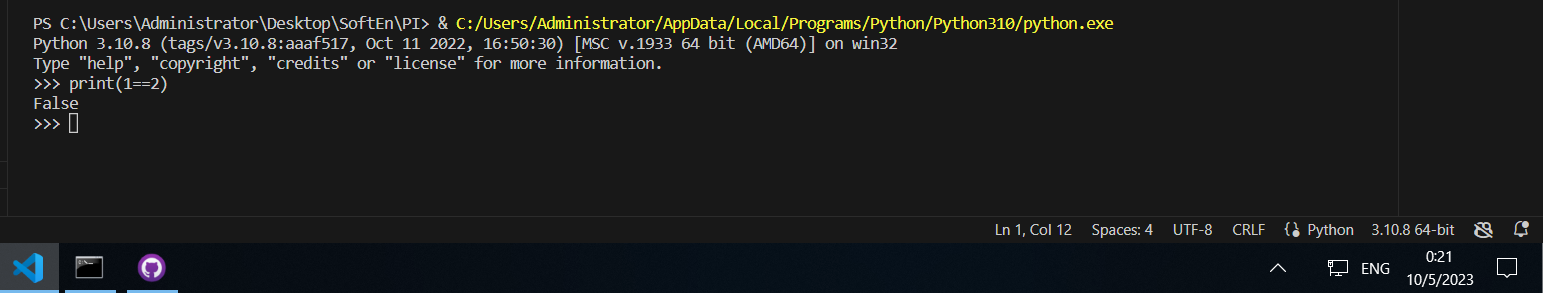 PS C:\Users\Administrator\Desktop\SoftEn\PI> & C:/Users/Administrator/AppData/Local/Programs/Python/Python310/python.exe
Python 3.10.8 (tags/v3.10.8:aaaf517, Oct 11 2022, 16:50:30) [MSC v.1933 64 bit (AMD64)] on win32
Type "help", "copyright", "credits" or "license" for more information.
>>> print(1==2)
False
>>>
Ln 1, Col 12 Spaces: 4 UTF-8 CRLF Python 3.10.8 64-bit
ENG 0:21
10/5/2023